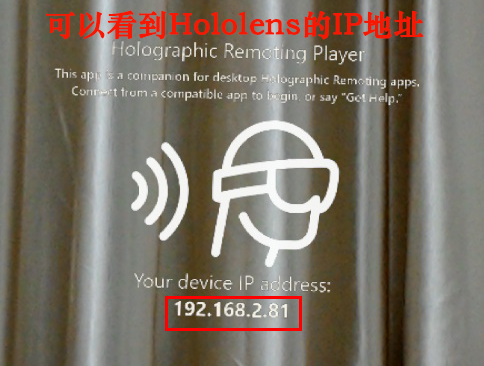 可以看到Hololens的IP地址
Holographic Remoting Player
This app is a companion for desktop Holographic Remoting apps.
Connect from a compatible app to begin, or say "Get Help."
Your device IP address:
192.168.2.81